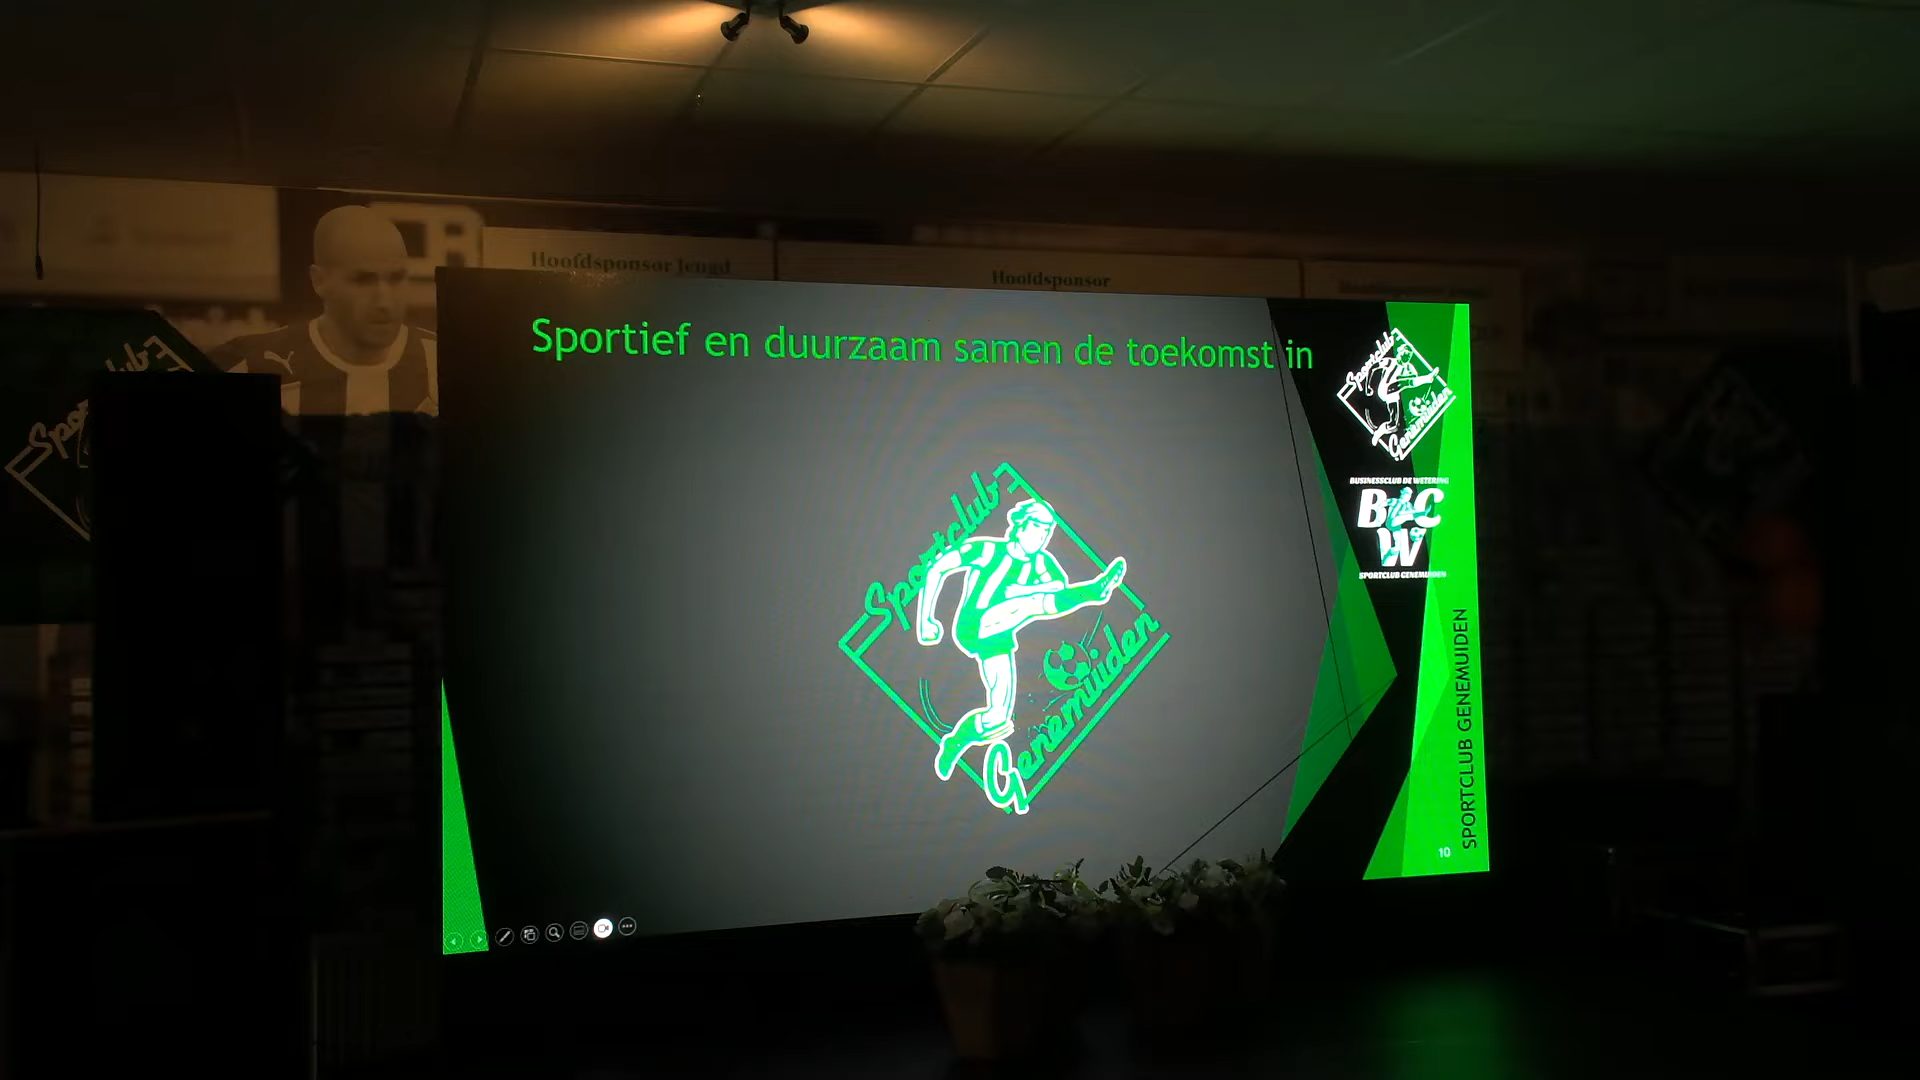 Hoofdsponsor Jeugd
Hoofdsponsor
Sportief en duurzaam samen de toekomst in
Sportclub
Genemuiden
Sportclub
Genemuiden
BUSINESSCLUB DE WETERING
BCW
SPORTCLUB GENEMUIDEN
SPORTCLUB GENEMUIDEN
10